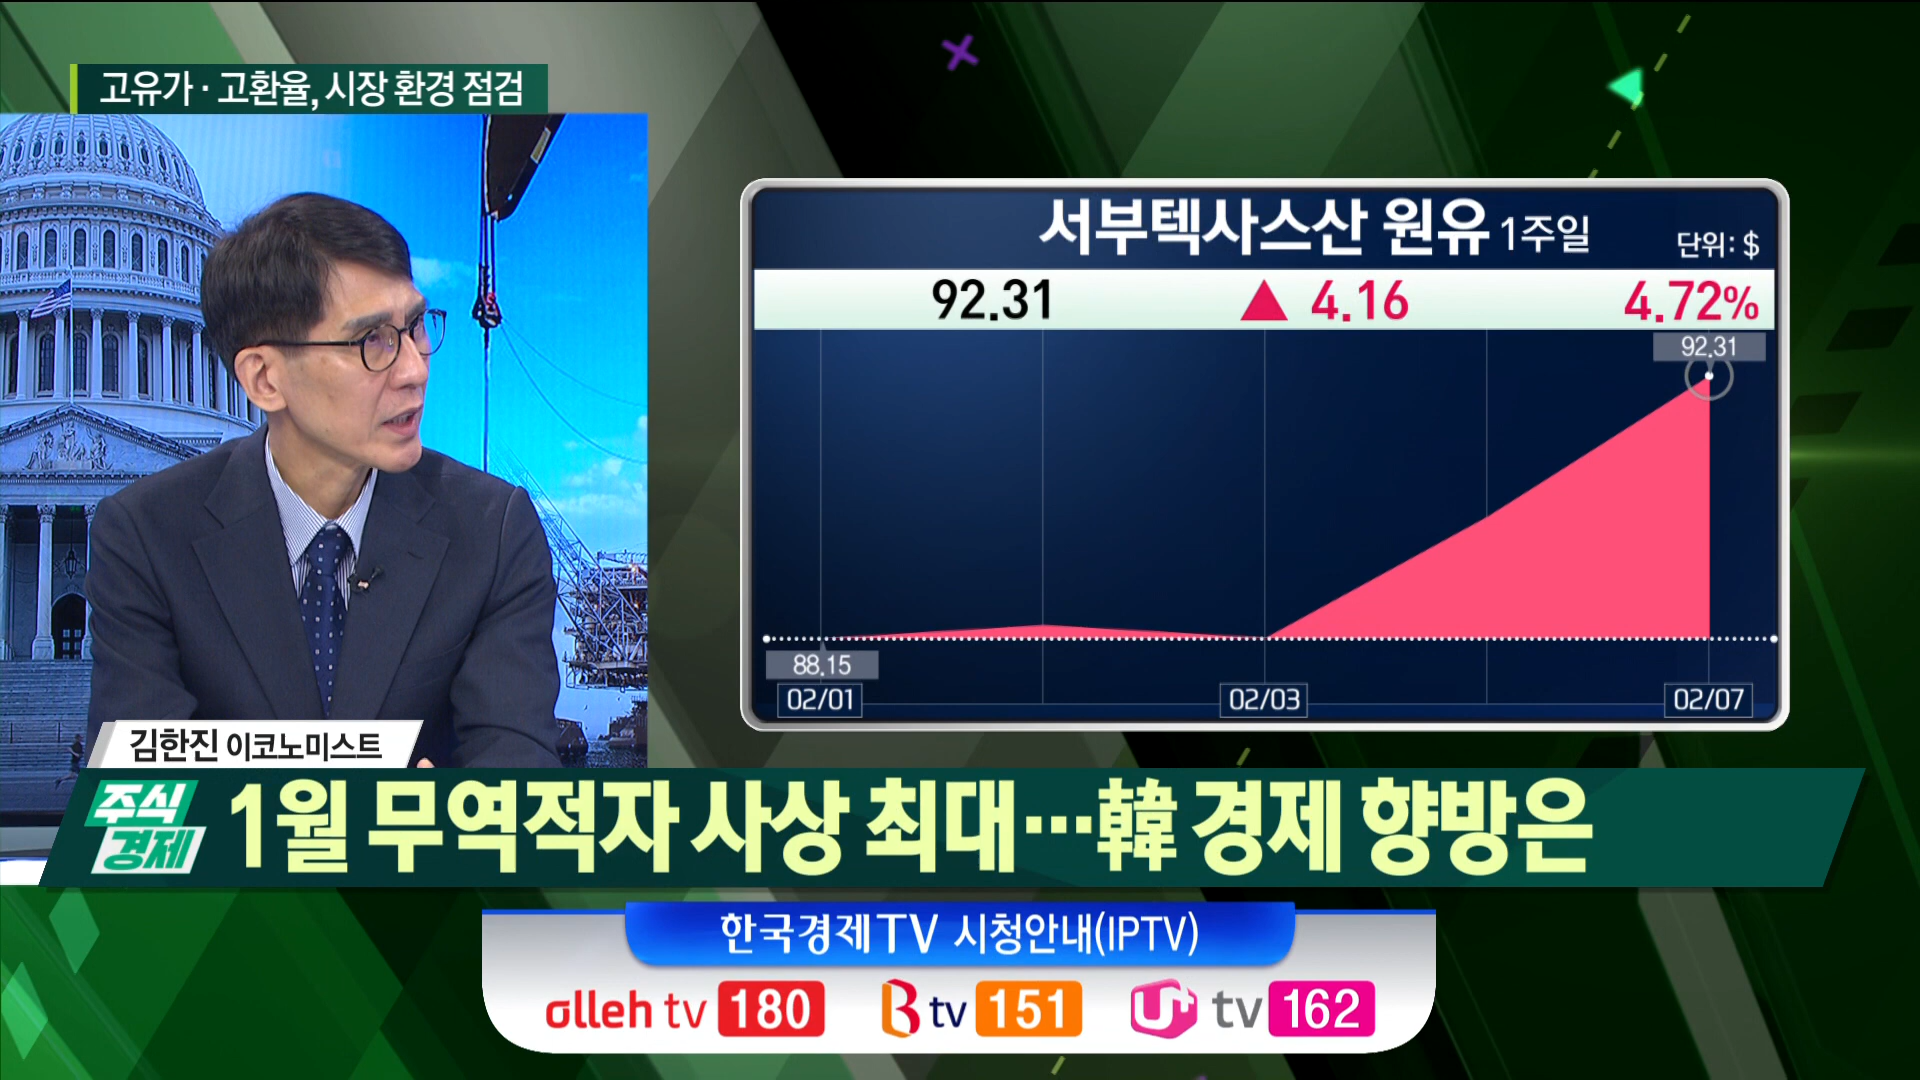 고유가 · 고환율, 시장 환경 점검
서부텍사스산 원유 1주일 단위: $
92.31 ▲ 4.16 4.72%
92.31
88.15
02/01 02/03 02/07
김한진 이코노미스트
주식
경제
1월 무역적자 사상 최대…韓 경제 향방은
한국경제TV 시청안내(IPTV)
olleh tv 180 B tv 151 U+ tv 162